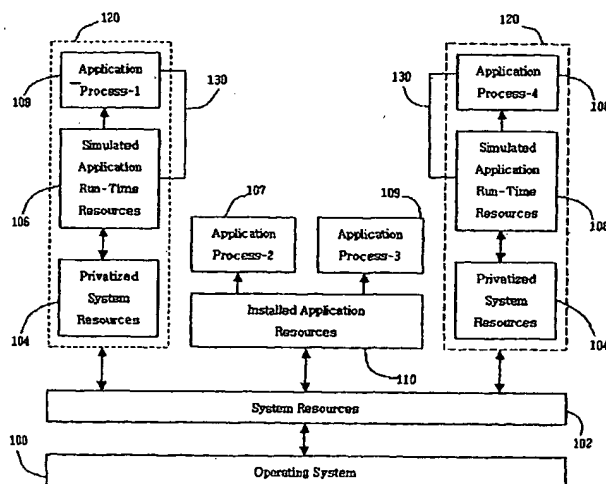 120
120
Application
Process-1
109
130
130
Application
Process-4
108
Simulated
Application
Run-Time
Resources
106
Simulated
Application
Run-Time
Resources
108
107
109
Application
Process-2
Application
Process-3
Privatized
System
Resources
104
Installed Application
Resources
110
Privatized
System
Resources
104
System Resources
102
100
Operating System